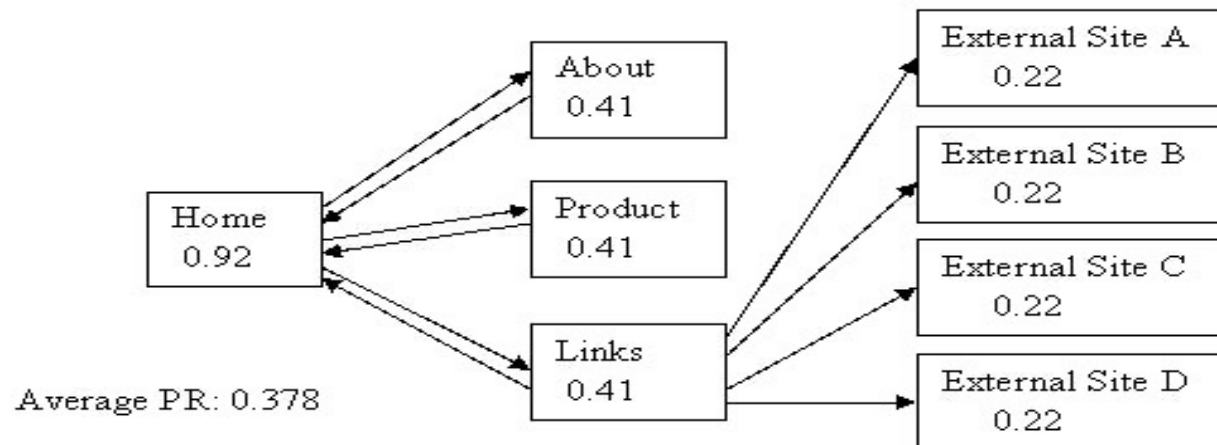 Home
0.92
About
0.41
Product
0.41
Links
0.41
External Site A
0.22
External Site B
0.22
External Site C
0.22
External Site D
0.22
Average PR: 0.378